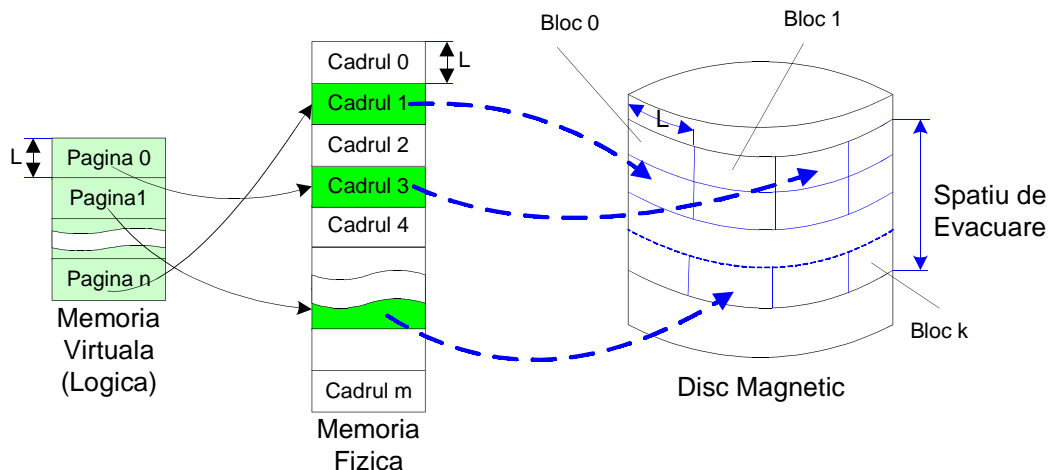 L
Pagina 0
Pagina1
Pagina n
Memoria
Virtuala
(Logica)
Cadrul 0
L
Cadrul 1
Cadrul 2
Cadrul 3
Cadrul 4
Cadrul m
Memoria
Fizica
Bloc 0
Bloc 1
L
Spatiu de
Evacuare
Bloc k
Disc Magnetic